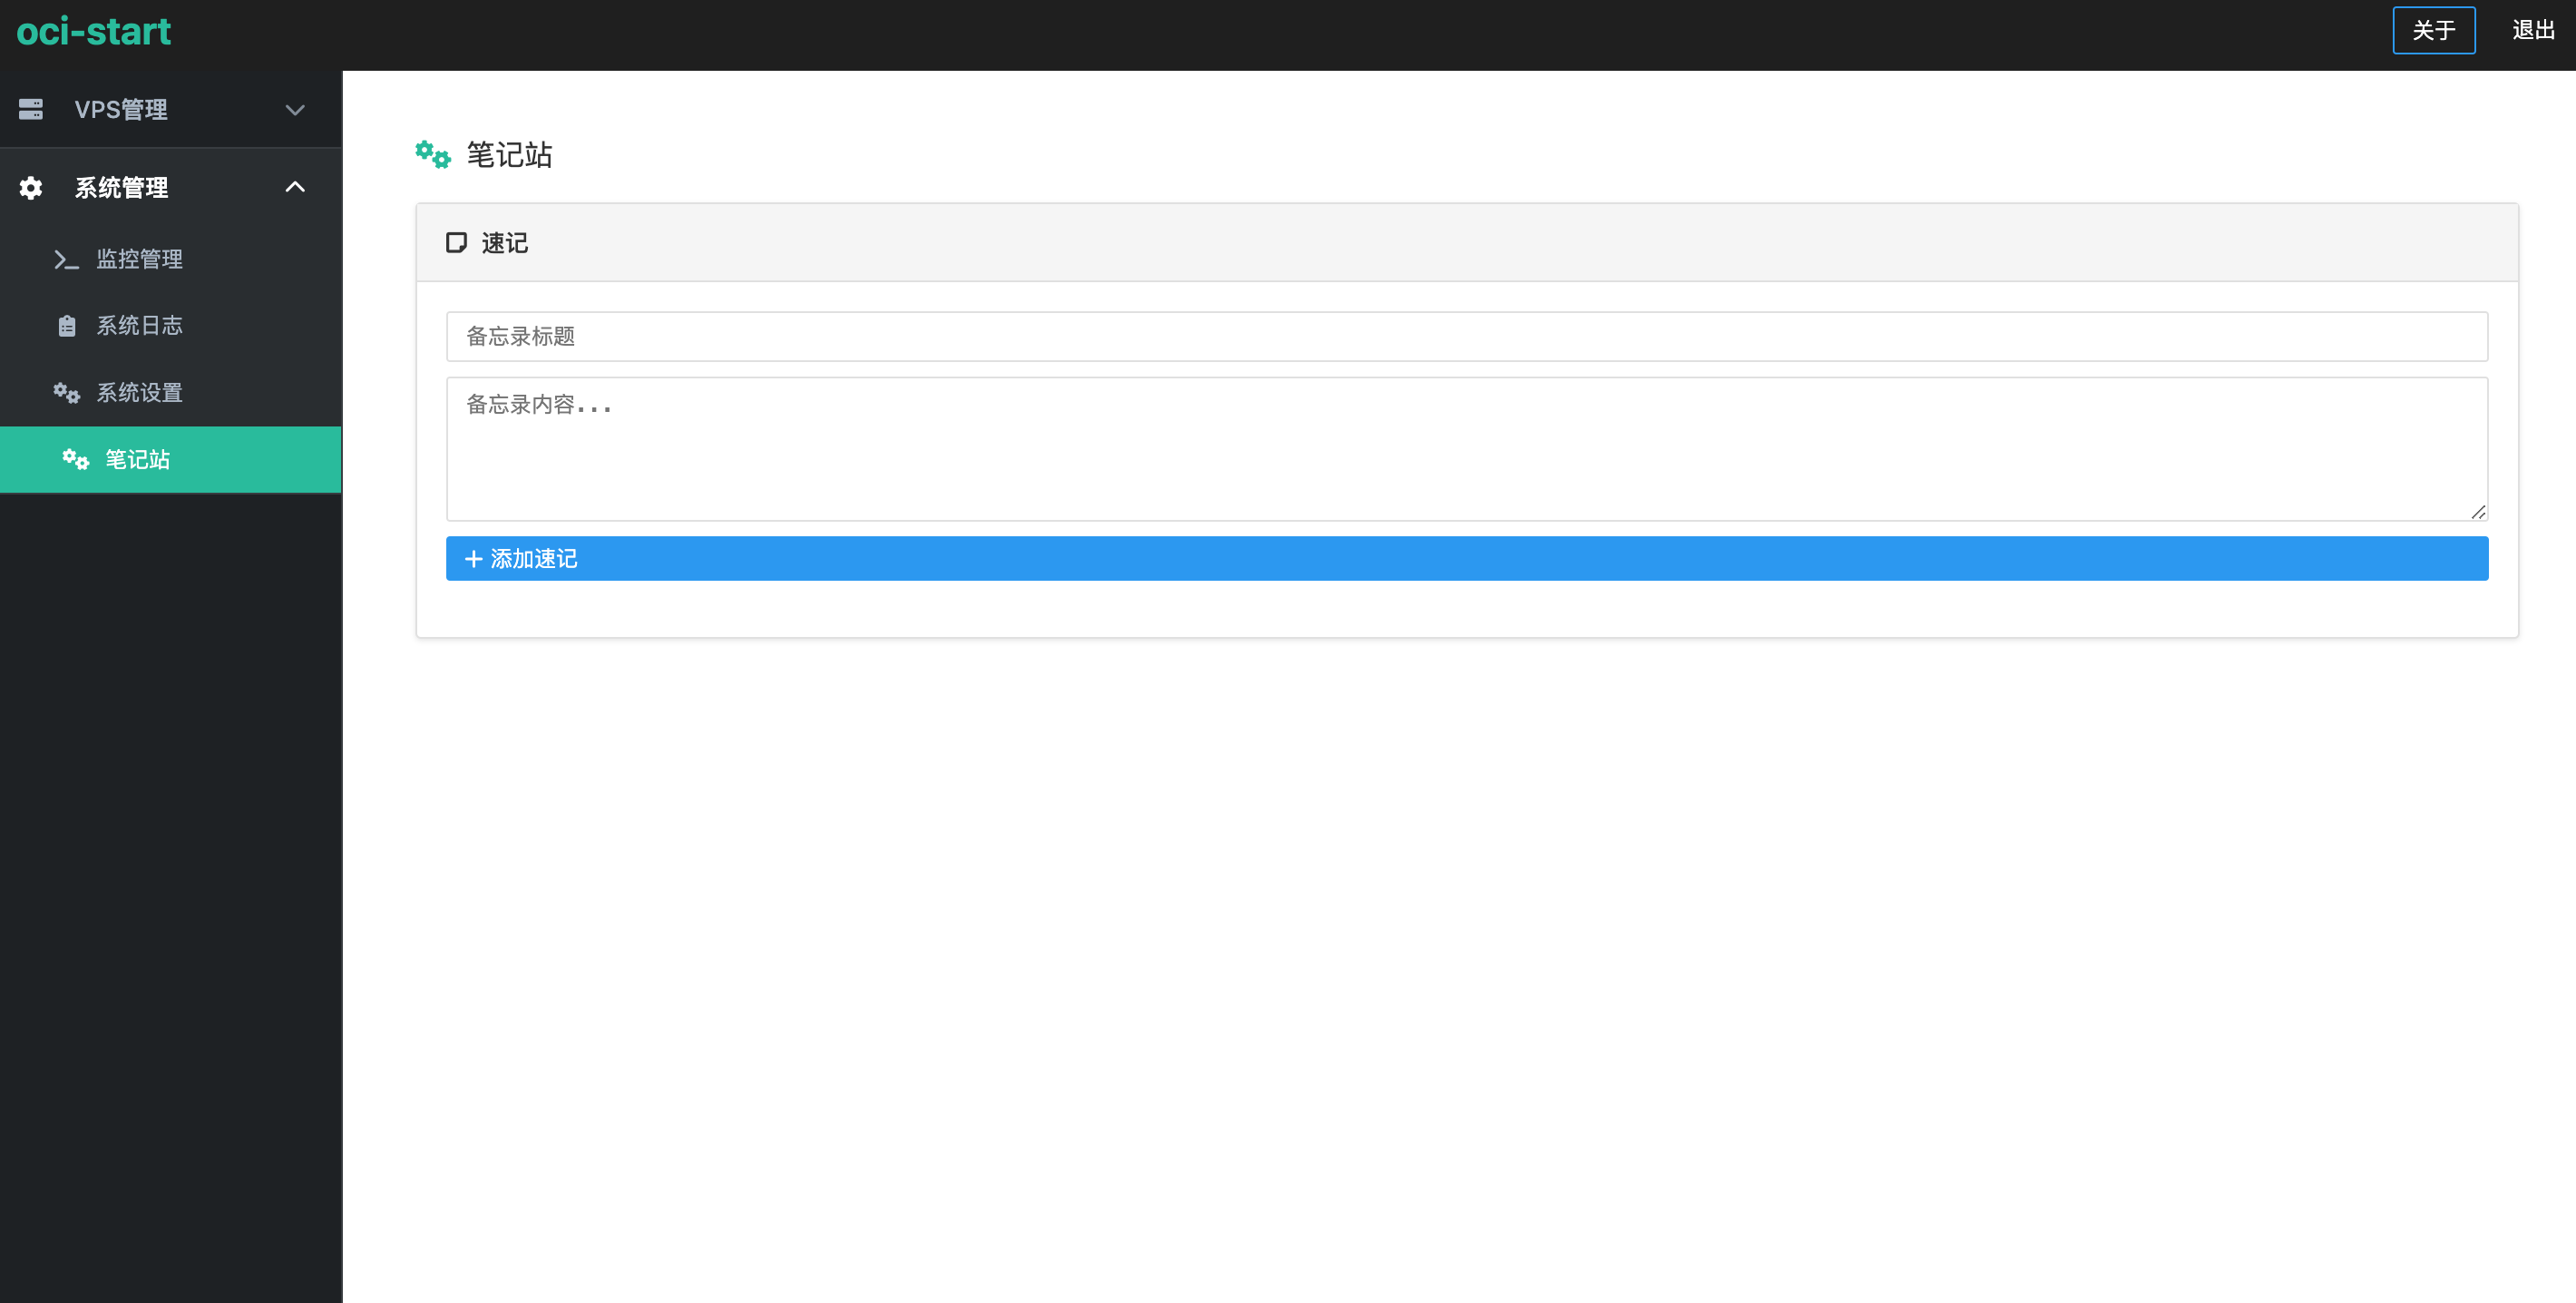 oci-start
关于
退出
VPS管理
系统管理
监控管理
系统日志
系统设置
笔记站
笔记站
速记
备忘录标题
备忘录内容...
添加速记